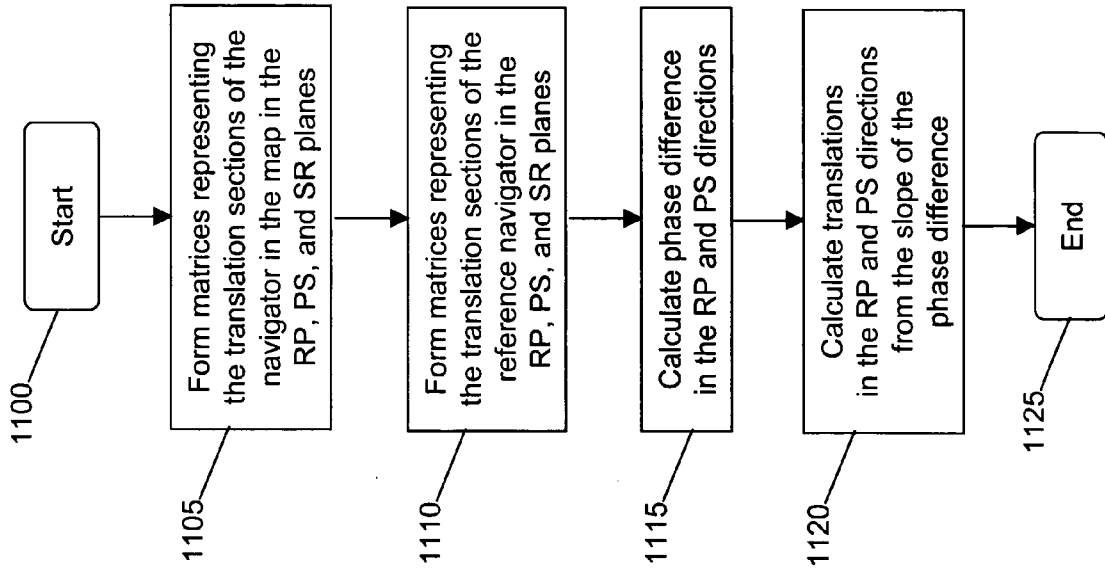 1100
Start
1105
Form matrices representing
the translation sections of the
navigator in the map in the
RP, PS, and SR planes
1110
Form matrices representing
the translation sections of the
reference navigator in the
RP, PS, and SR planes
1115
Calculate phase difference
in the RP and PS directions
1120
Calculate translations
in the RP and PS directions
from the slope of the
phase difference
1125
End